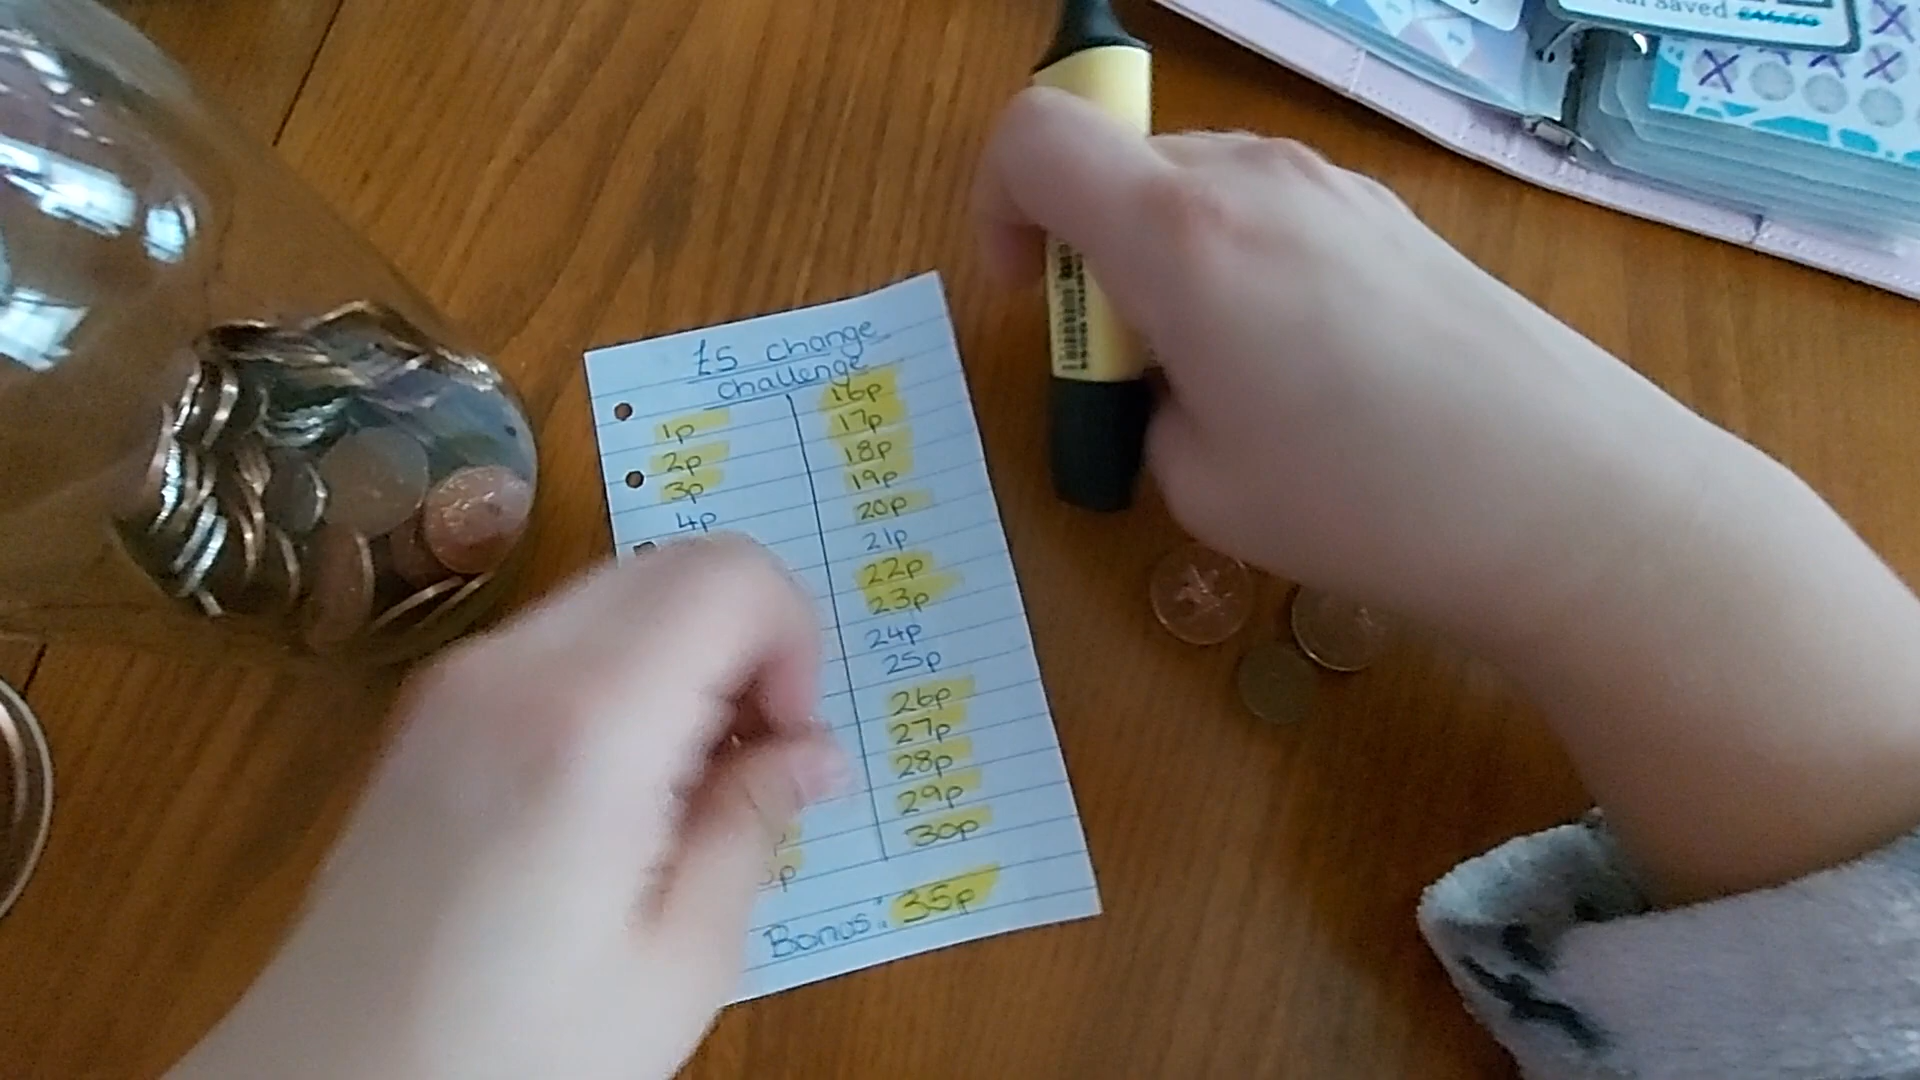 £5 change
challenge
1p
2p
3p
4p
16p
17p
18p
19p
20p
21p
22p
23p
24p
25p
26p
27p
28p
29p
30p
Bonus: 35p
saved